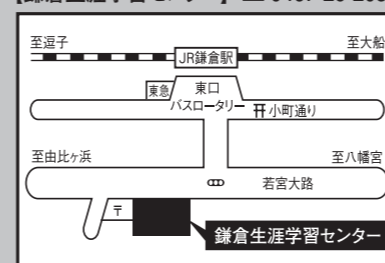 至逗子
至大船
JR鎌倉駅
東急
東口
バスロータリー
小町通り
至由比ヶ浜
至八幡宮
若宮大路
〒
鎌倉生涯学習センター